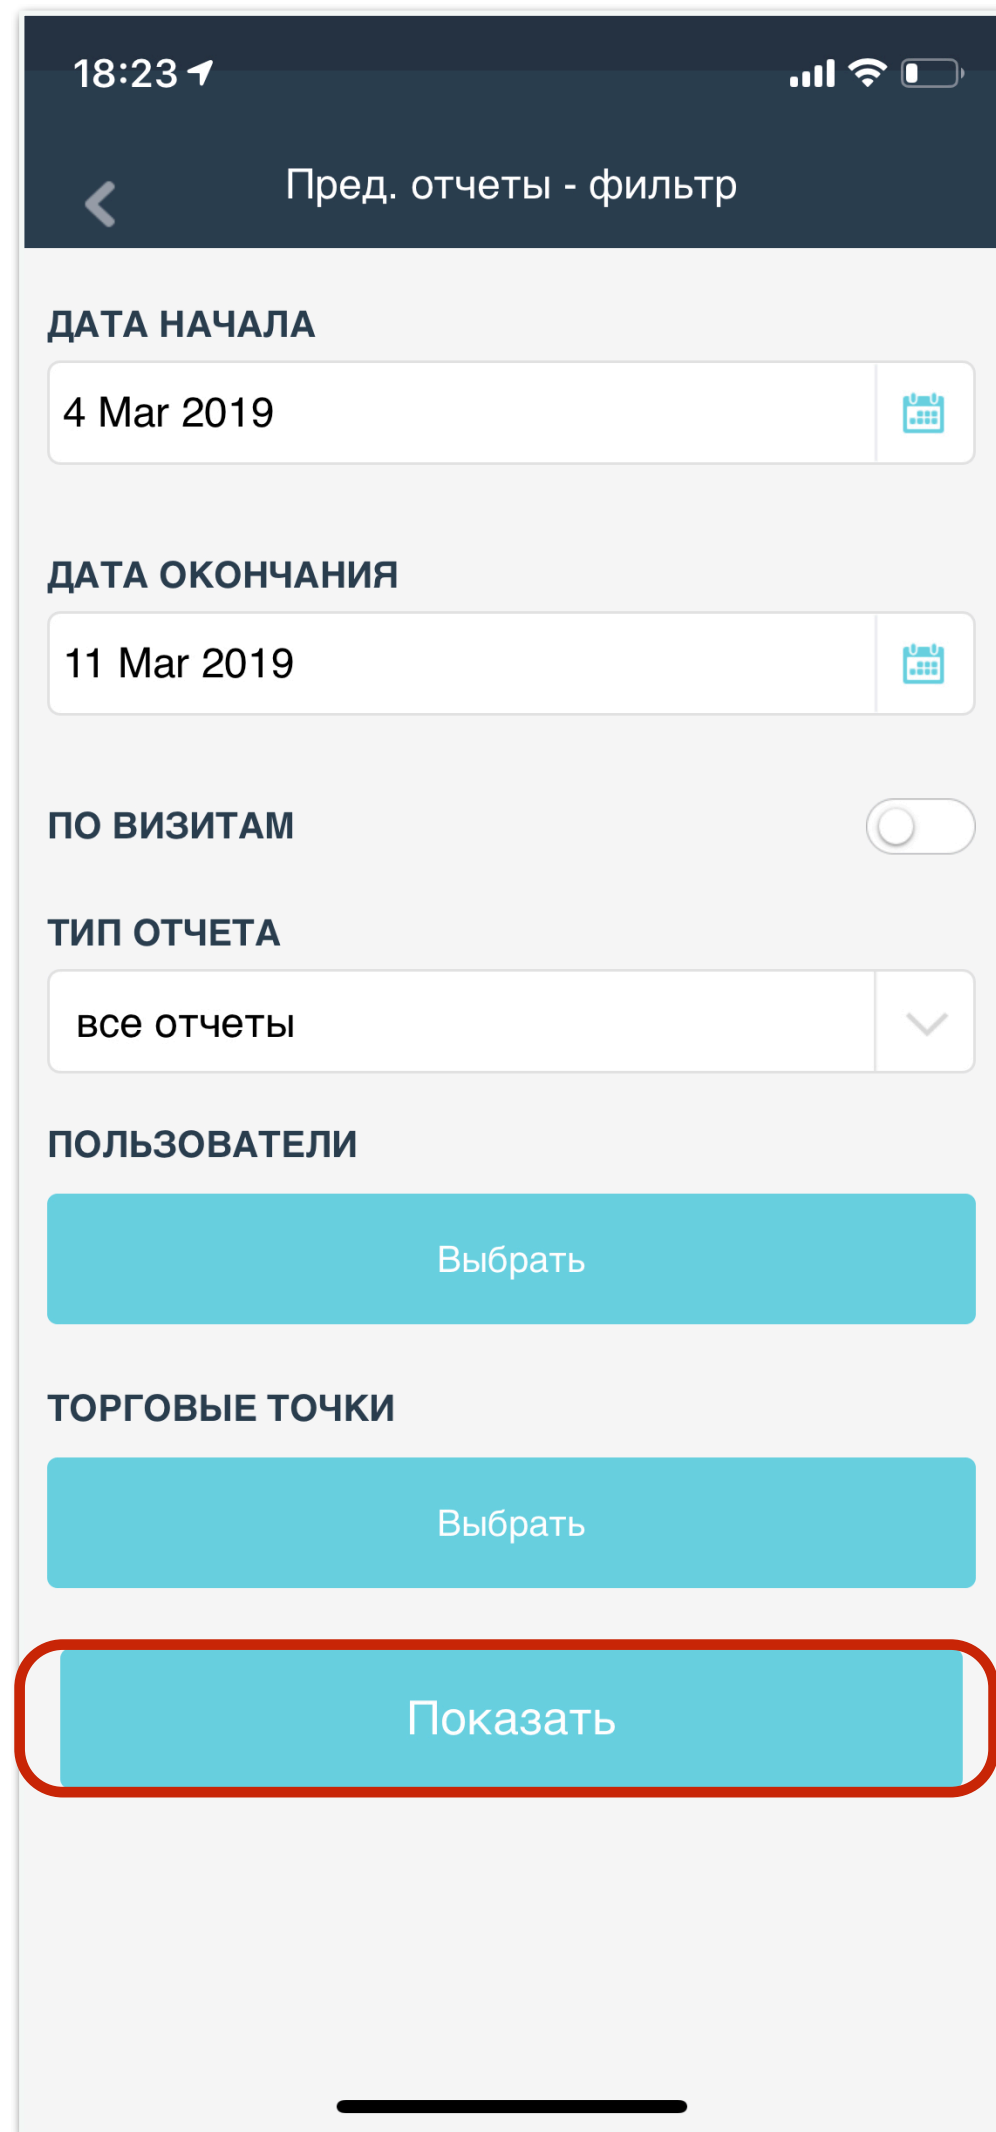 18:23
Пред. отчеты - фильтр
ДАТА НАЧАЛА
4 Mar 2019
ДАТА ОКОНЧАНИЯ
11 Mar 2019
ПО ВИЗИТАМ
ТИП ОТЧЕТА
все отчеты
ПОЛЬЗОВАТЕЛИ
Выбрать
ТОРГОВЫЕ ТОЧКИ
Выбрать
Показать